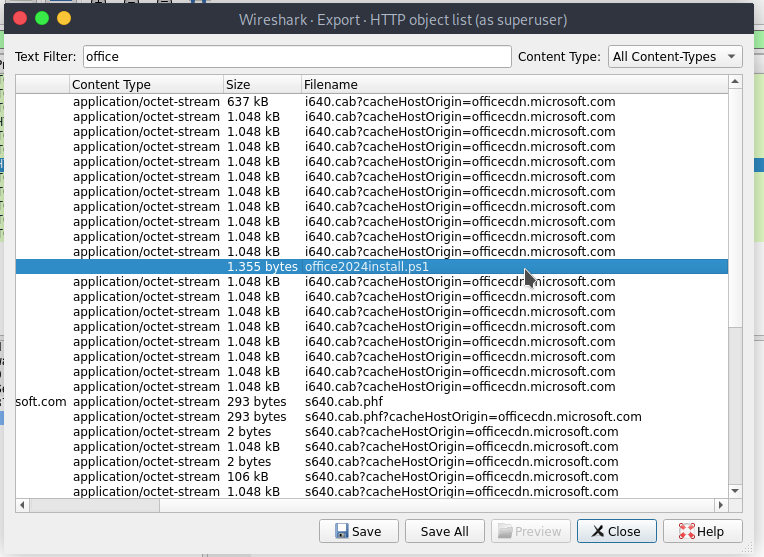 Wireshark · Export · HTTP object list (as superuser)
Text Filter: office Content Type: All Content-Types
Content Type Size Filename
application/octet-stream 637 kB i640.cab?cacheHostOrigin=officecdn.microsoft.com
application/octet-stream 1.048 kB i640.cab?cacheHostOrigin=officecdn.microsoft.com
application/octet-stream 1.048 kB i640.cab?cacheHostOrigin=officecdn.microsoft.com
application/octet-stream 1.048 kB i640.cab?cacheHostOrigin=officecdn.microsoft.com
application/octet-stream 1.048 kB i640.cab?cacheHostOrigin=officecdn.microsoft.com
application/octet-stream 1.048 kB i640.cab?cacheHostOrigin=officecdn.microsoft.com
application/octet-stream 1.048 kB i640.cab?cacheHostOrigin=officecdn.microsoft.com
application/octet-stream 1.048 kB i640.cab?cacheHostOrigin=officecdn.microsoft.com
application/octet-stream 1.048 kB i640.cab?cacheHostOrigin=officecdn.microsoft.com
application/octet-stream 1.048 kB i640.cab?cacheHostOrigin=officecdn.microsoft.com
application/octet-stream 1.048 kB i640.cab?cacheHostOrigin=officecdn.microsoft.com
1.355 bytes office2024install.ps1
application/octet-stream 1.048 kB i640.cab?cacheHostOrigin=officecdn.microsoft.com
application/octet-stream 1.048 kB i640.cab?cacheHostOrigin=officecdn.microsoft.com
application/octet-stream 1.048 kB i640.cab?cacheHostOrigin=officecdn.microsoft.com
application/octet-stream 1.048 kB i640.cab?cacheHostOrigin=officecdn.microsoft.com
application/octet-stream 1.048 kB i640.cab?cacheHostOrigin=officecdn.microsoft.com
application/octet-stream 1.048 kB i640.cab?cacheHostOrigin=officecdn.microsoft.com
application/octet-stream 1.048 kB i640.cab?cacheHostOrigin=officecdn.microsoft.com
application/octet-stream 1.048 kB i640.cab?cacheHostOrigin=officecdn.microsoft.com
soft.com application/octet-stream 293 bytes s640.cab.phf
application/octet-stream 293 bytes s640.cab.phf?cacheHostOrigin=officecdn.microsoft.com
application/octet-stream 2 bytes s640.cab?cacheHostOrigin=officecdn.microsoft.com
application/octet-stream 1.048 kB s640.cab?cacheHostOrigin=officecdn.microsoft.com
application/octet-stream 2 bytes s640.cab?cacheHostOrigin=officecdn.microsoft.com
application/octet-stream 106 kB s640.cab?cacheHostOrigin=officecdn.microsoft.com
application/octet-stream 1.048 kB s640.cab?cacheHostOrigin=officecdn.microsoft.com
Save Save All Preview Close Help